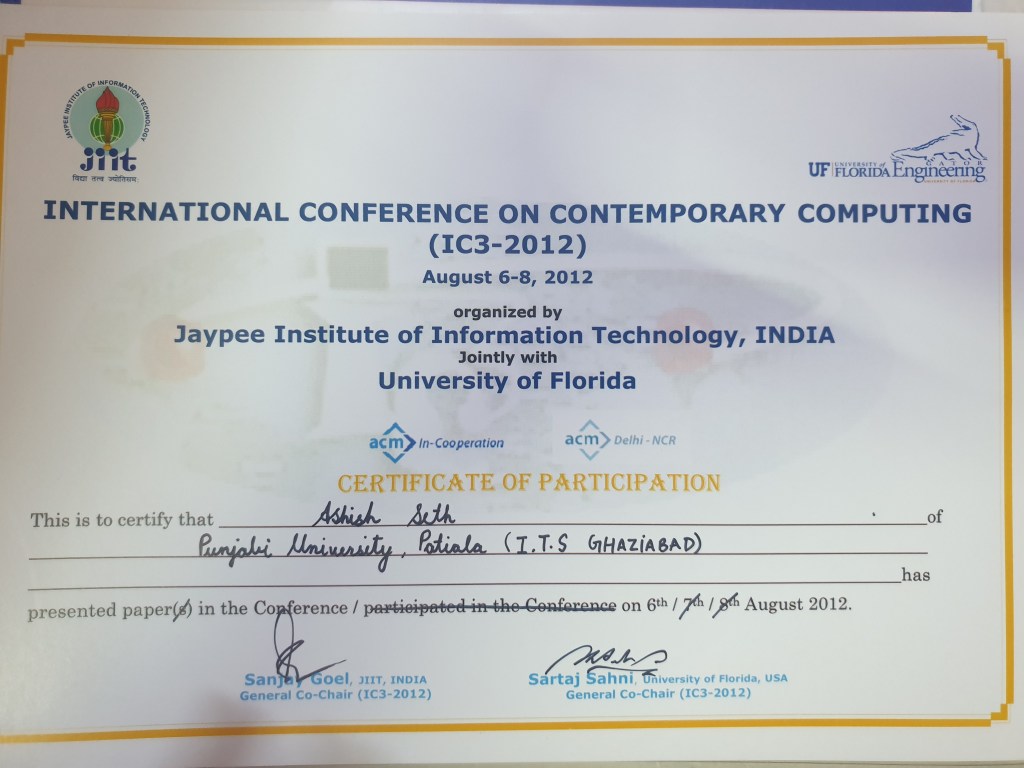 JAYPEE INSTITUTE OF INFORMATION TECHNOLOGY
jiit
विद्या तत्व ज्योतिसमः
UF UNIVERSITY of FLORIDA GATOR Engineering
INTERNATIONAL CONFERENCE ON CONTEMPORARY COMPUTING
(IC3-2012)
August 6-8, 2012
organized by
Jaypee Institute of Information Technology, INDIA
Jointly with
University of Florida
acm In-Cooperation
acm Delhi - NCR
CERTIFICATE OF PARTICIPATION
This is to certify that Ashish Seth of
Punjabi University, Patiala (I.T.S GHAZIABAD)
has
presented paper(s) in the Conference / participated in the Conference on 6th / 7th / 8th August 2012.
Sanjay Goel, JIIT, INDIA
General Co-Chair (IC3-2012)
Sartaj Sahni, University of Florida, USA
General Co-Chair (IC3-2012)